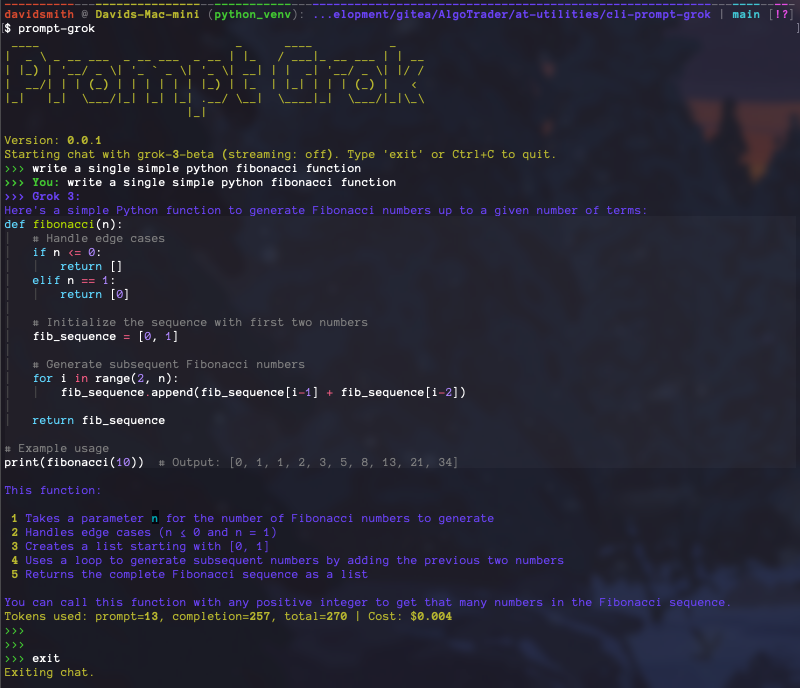 davidsmith @ Davids-Mac-mini (python_venv): ...elopment/gitea/AlgoTrader/at-utilities/cli-prompt-grok | main [!?]
$ prompt-grok
Prompt Grok
Version: 0.0.1
Starting chat with grok-3-beta (streaming: off). Type 'exit' or Ctrl+C to quit.
>>> write a single simple python fibonacci function
>>> You: write a single simple python fibonacci function
>>> Grok 3:
Here's a simple Python function to generate Fibonacci numbers up to a given number of terms:
def fibonacci(n):
    # Handle edge cases
    if n <= 0:
        return []
    elif n == 1:
        return [0]
    # Initialize the sequence with first two numbers
    fib_sequence = [0, 1]
    # Generate subsequent Fibonacci numbers
    for i in range(2, n):
        fib_sequence.append(fib_sequence[i-1] + fib_sequence[i-2])
    return fib_sequence
# Example usage
print(fibonacci(10))  # Output: [0, 1, 1, 2, 3, 5, 8, 13, 21, 34]
This function:
1 Takes a parameter n for the number of Fibonacci numbers to generate
2 Handles edge cases (n ≤ 0 and n = 1)
3 Creates a list starting with [0, 1]
4 Uses a loop to generate subsequent numbers by adding the previous two numbers
5 Returns the complete Fibonacci sequence as a list
You can call this function with any positive integer to get that many numbers in the Fibonacci sequence.
Tokens used: prompt=13, completion=257, total=270 | Cost: $0.004
>>>
>>>
>>> exit
Exiting chat.